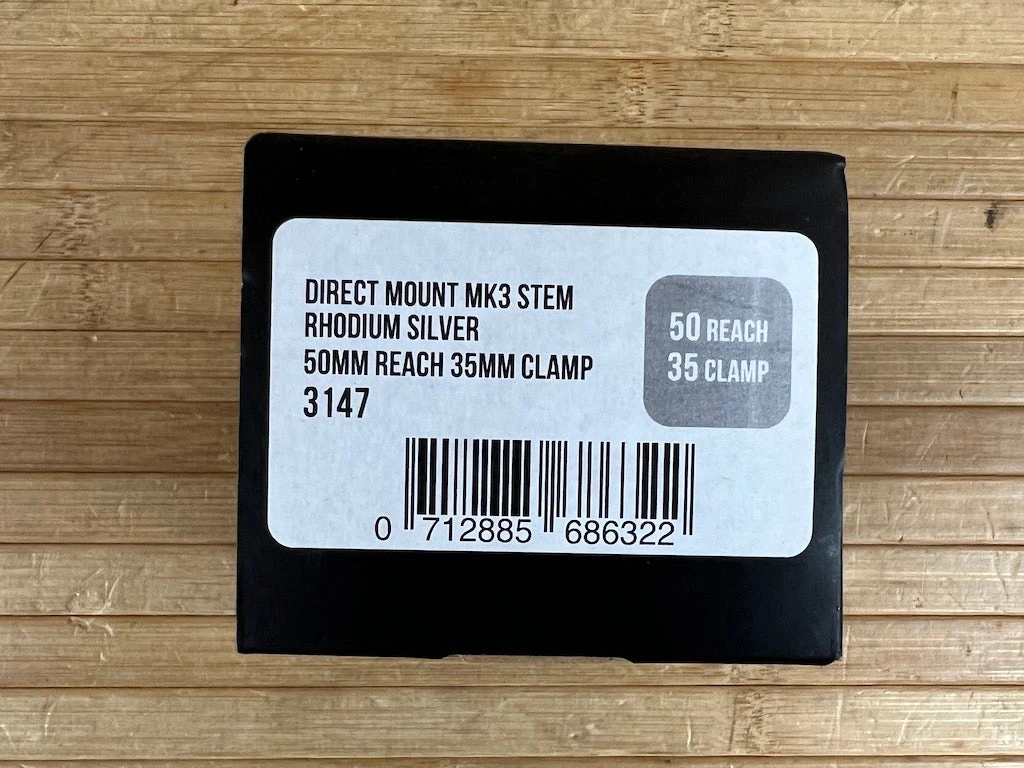 DIRECT MOUNT MK3 STEM
RHODIUM SILVER
50MM REACH 35MM CLAMP
3147
50 REACH
35 CLAMP
0 712885 686322